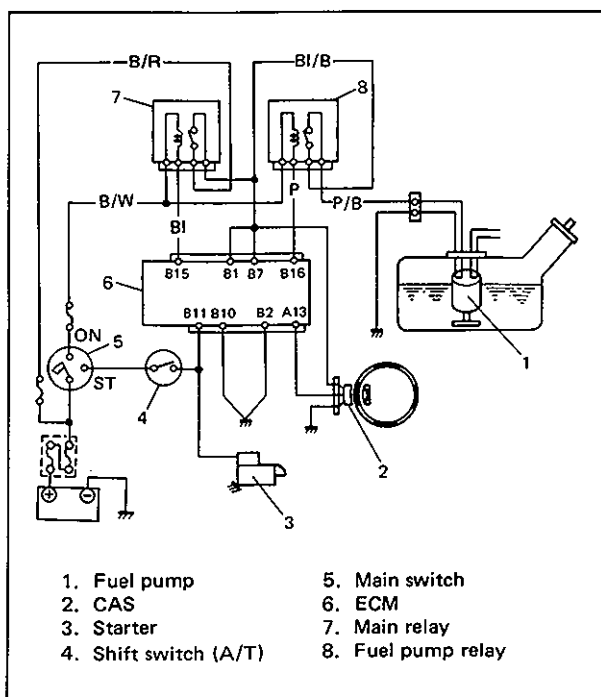 B/R
Bl/B
7
8
B/W
Bl
P
P/B
B15 B1 B7 B16
6
B11 B10 B2 A13
ON
5
ST
4
1
2
3
+ −
1. Fuel pump
2. CAS
3. Starter
4. Shift switch (A/T)
5. Main switch
6. ECM
7. Main relay
8. Fuel pump relay